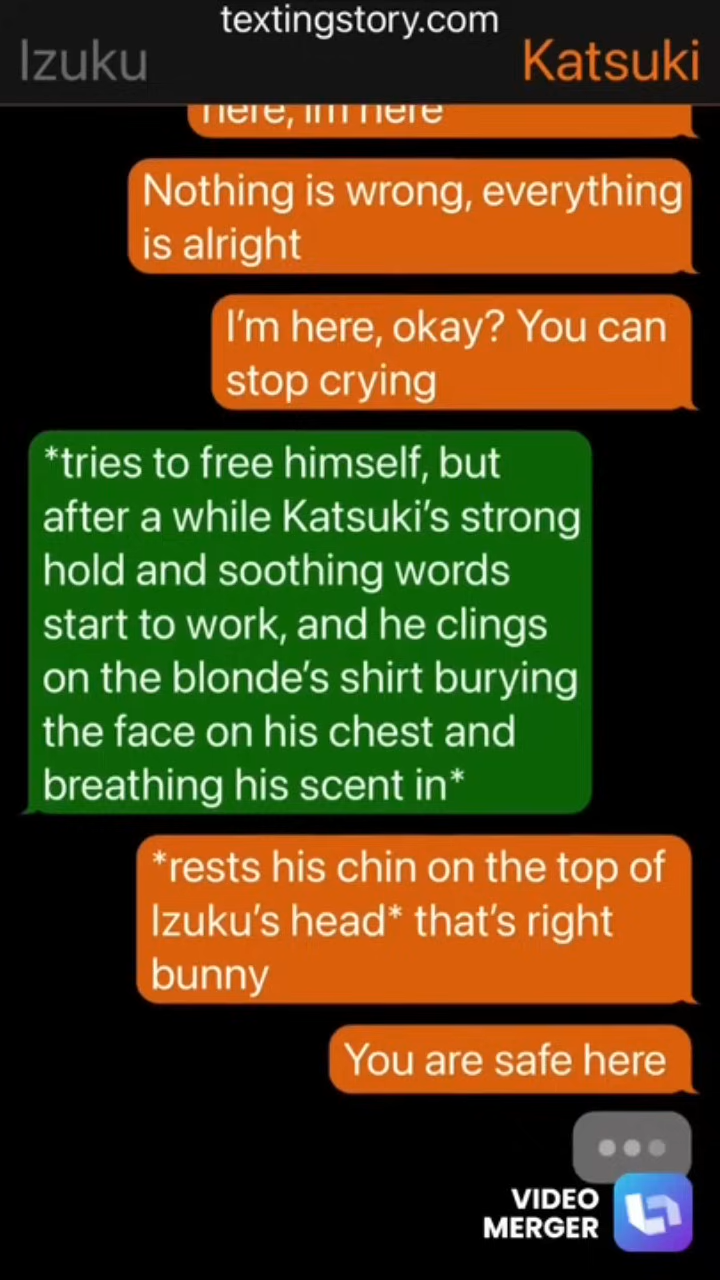 textingstory.com
Izuku
Katsuki
here, im here
Nothing is wrong, everything
is alright
I'm here, okay? You can
stop crying
*tries to free himself, but
after a while Katsuki's strong
hold and soothing words
start to work, and he clings
on the blonde's shirt burying
the face on his chest and
breathing his scent in*
*rests his chin on the top of
Izuku's head* that's right
bunny
You are safe here
VIDEO
MERGER